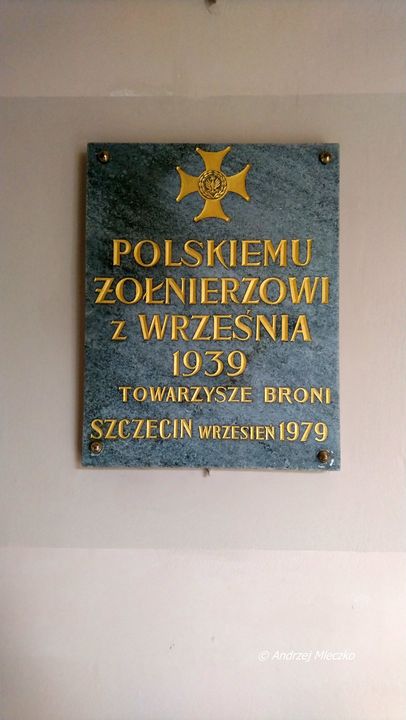 POLSKIEMU
ŻOŁNIERZOWI
z WRZEŚNIA
1939
TOWARZYSZE BRONI
SZCZECIN WRZESIEŃ 1979
© Andrzej Mleczko